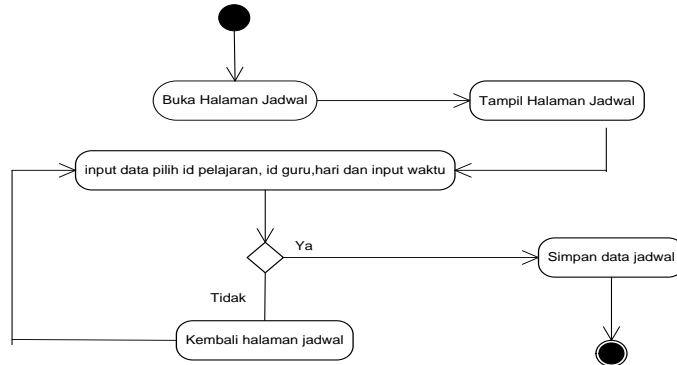 Buka Halaman Jadwal
Tampil Halaman Jadwal
input data pilih id pelajaran, id guru,hari dan input waktu
Ya
Simpan data jadwal
Tidak
Kembali halaman jadwal